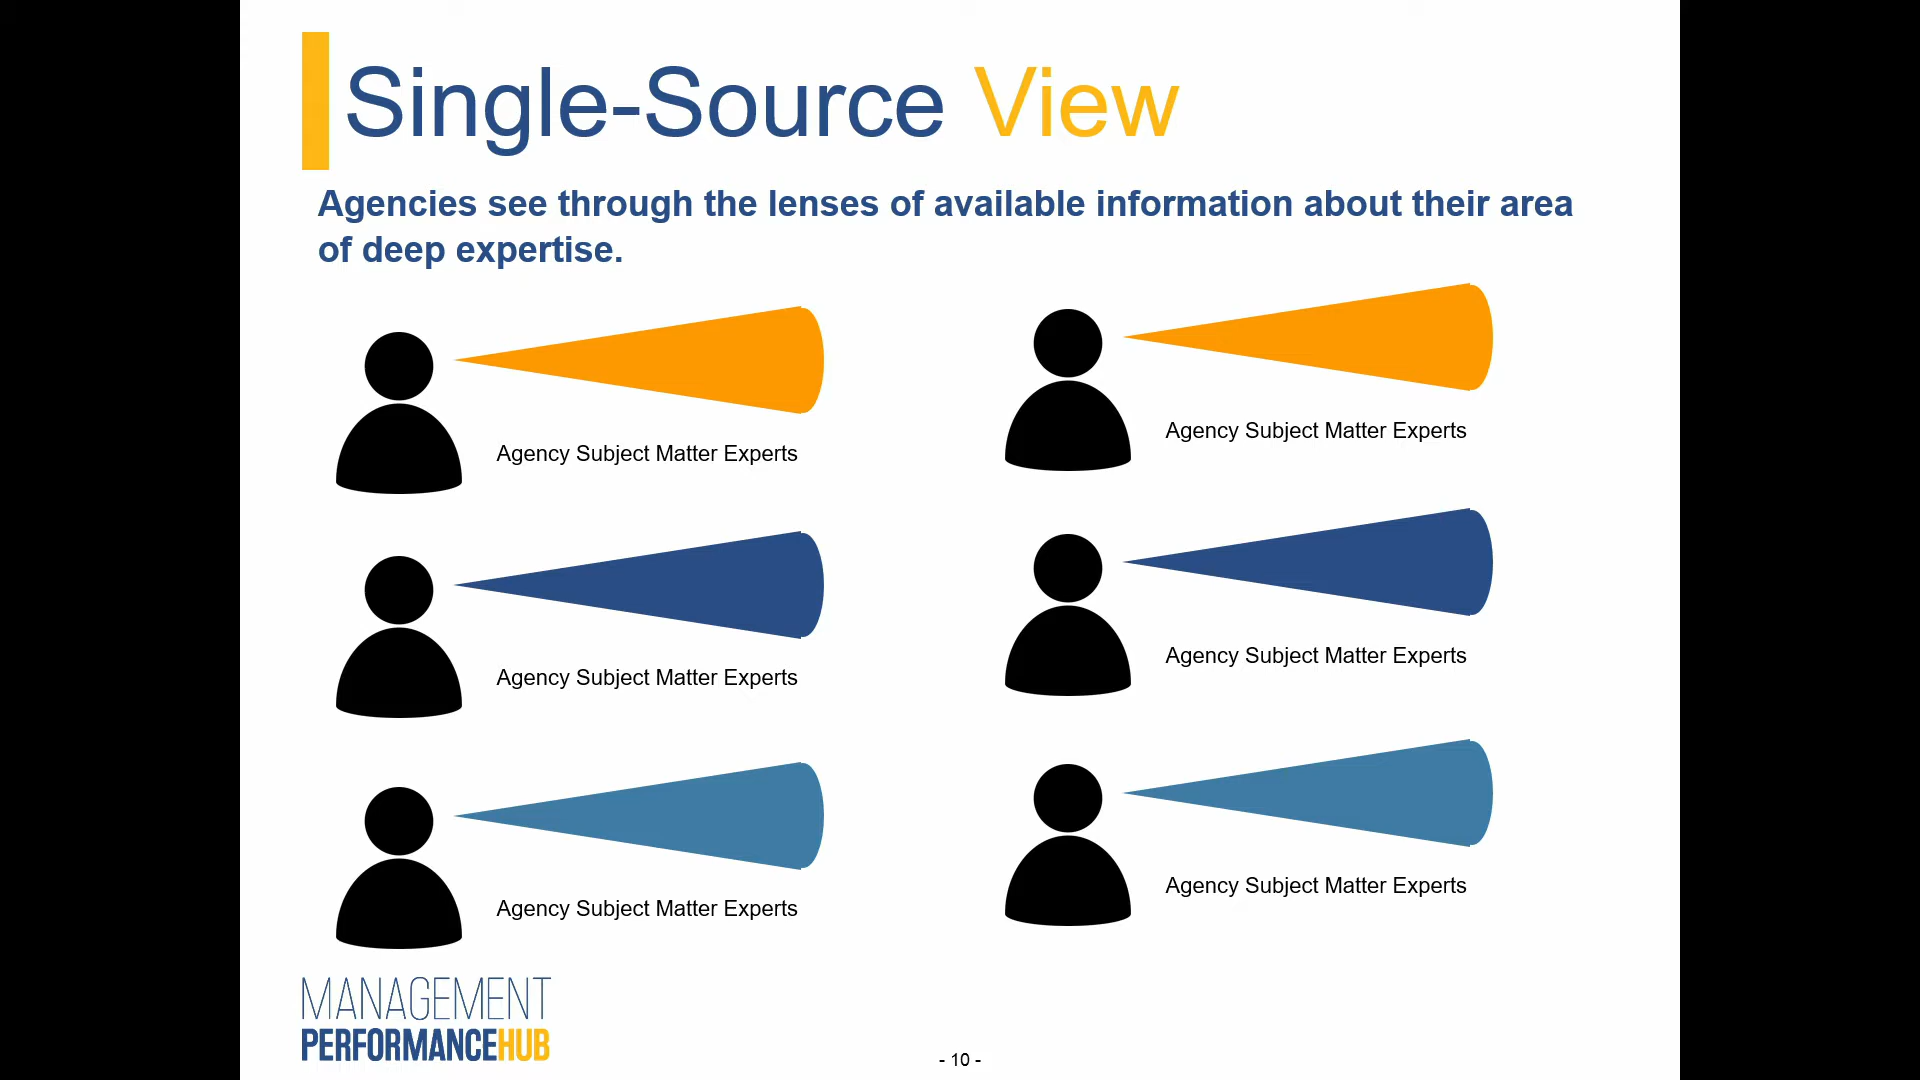 Single-Source View
Agencies see through the lenses of available information about their area
of deep expertise.
Agency Subject Matter Experts
Agency Subject Matter Experts
Agency Subject Matter Experts
Agency Subject Matter Experts
Agency Subject Matter Experts
Agency Subject Matter Experts
MANAGEMENT
PERFORMANCEHUB
- 10 -